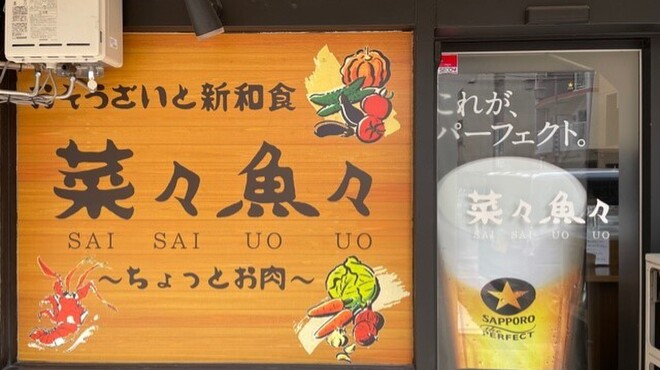 おそうざいと新和食
菜々魚々
SAI SAI UO UO
～ちょっとお肉～
これが、
パーフェクト。
菜々魚々
SAI SAI UO UO
SAPPORO
The
PERFECT